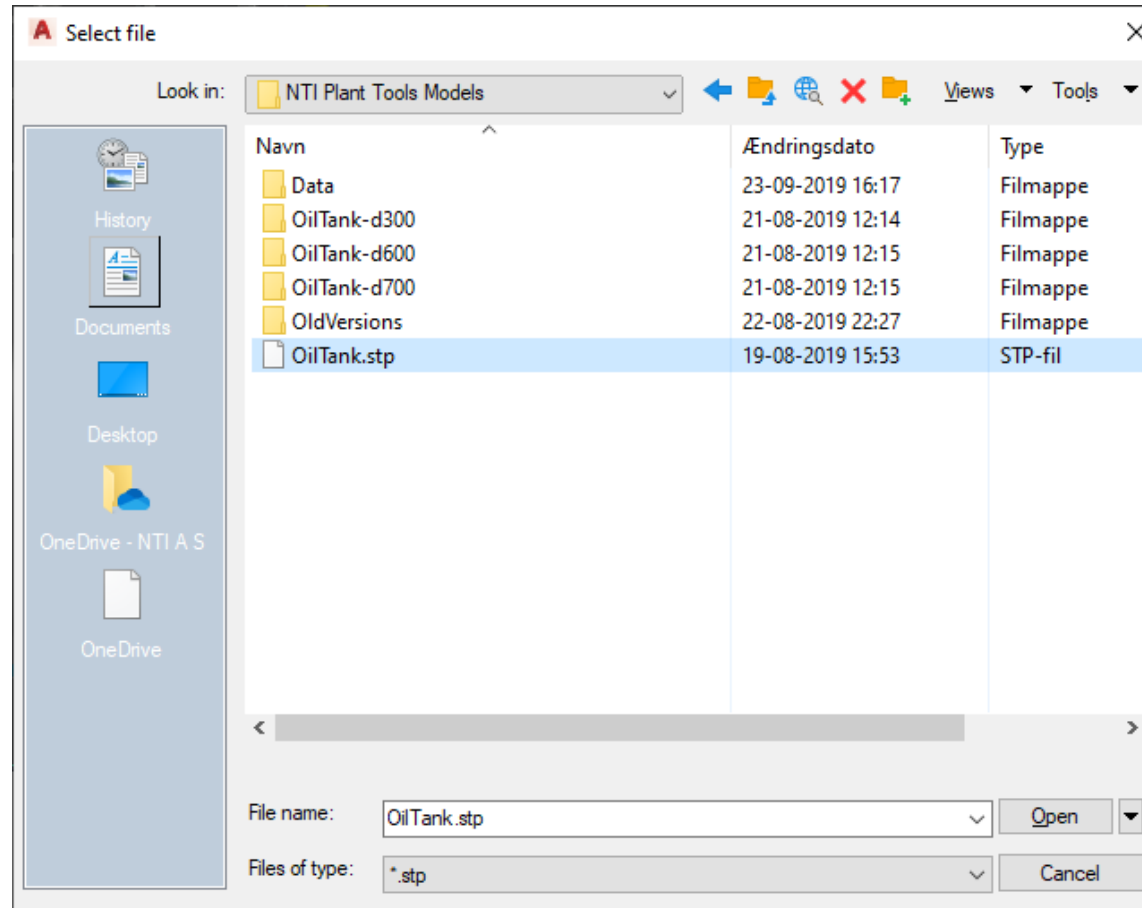 Select file
Look in: NTI Plant Tools Models Views Tools
Navn Ændringsdato Type
Data 23-09-2019 16:17 Filmappe
OilTank-d300 21-08-2019 12:14 Filmappe
OilTank-d600 21-08-2019 12:15 Filmappe
OilTank-d700 21-08-2019 12:15 Filmappe
OldVersions 22-08-2019 22:27 Filmappe
OilTank.stp 19-08-2019 15:53 STP-fil
History
Documents
Desktop
OneDrive - NTI A S
OneDrive
File name: OilTank.stp Open
Files of type: *.stp Cancel